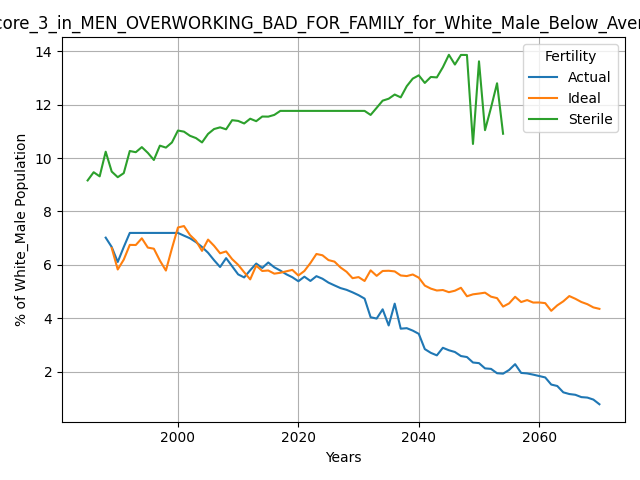 core_3_in_MEN_OVERWORKING_BAD_FOR_FAMILY_for_White_Male_Below_Aver
14
12
10
8
6
4
2
% of White_Male Population
Fertility
Actual
Ideal
Sterile
2000
2020
2040
2060
Years